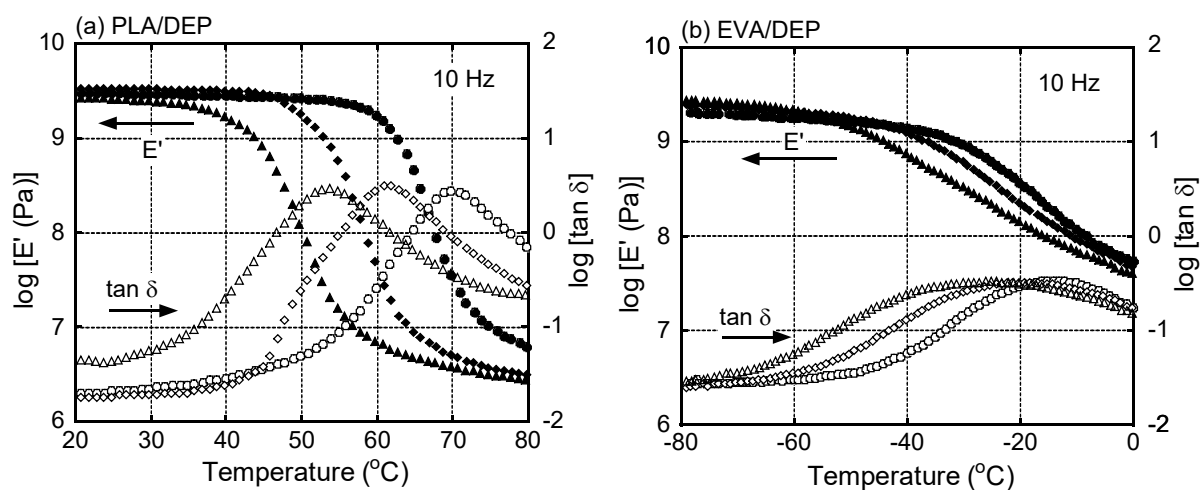 (a) PLA/DEP
10 Hz
E'
tan δ
10
9
8
7
6
log [E' (Pa)]
2
1
0
-1
-2
log [tan δ]
20 30 40 50 60 70 80
Temperature (°C)
(b) EVA/DEP
10 Hz
E'
tan δ
10
9
8
7
6
log [E' (Pa)]
2
1
0
-1
-2
log [tan δ]
-80 -60 -40 -20 0
Temperature (°C)